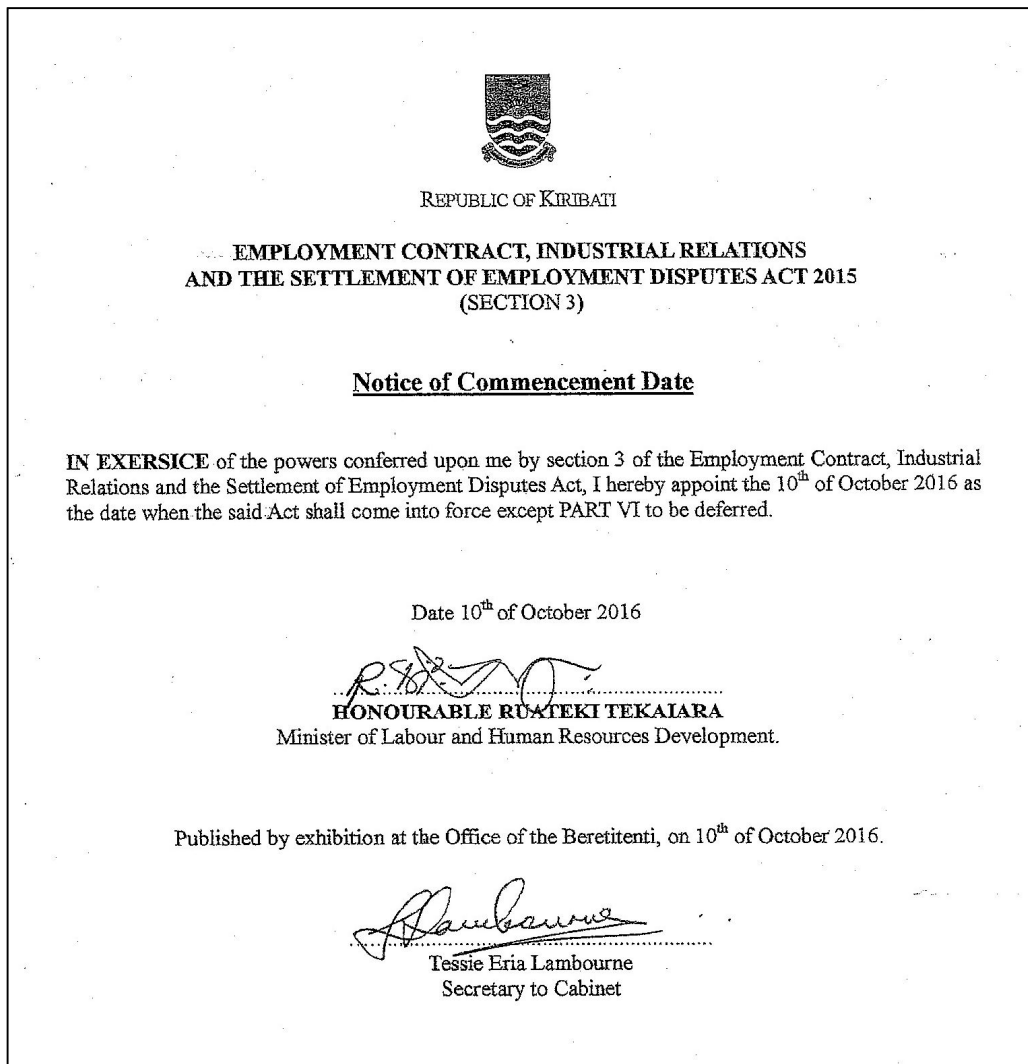 REPUBLIC OF KIRIBATI
EMPLOYMENT CONTRACT, INDUSTRIAL RELATIONS
AND THE SETTLEMENT OF EMPLOYMENT DISPUTES ACT 2015
(SECTION 3)
Notice of Commencement Date
IN EXERSICE of the powers conferred upon me by section 3 of the Employment Contract, Industrial
Relations and the Settlement of Employment Disputes Act, I hereby appoint the 10th of October 2016 as
the date when the said Act shall come into force except PART VI to be deferred.
Date 10th of October 2016
HONOURABLE RUATEKI TEKAIARA
Minister of Labour and Human Resources Development.
Published by exhibition at the Office of the Beretitenti, on 10th of October 2016.
Tessie Eria Lambourne
Secretary to Cabinet